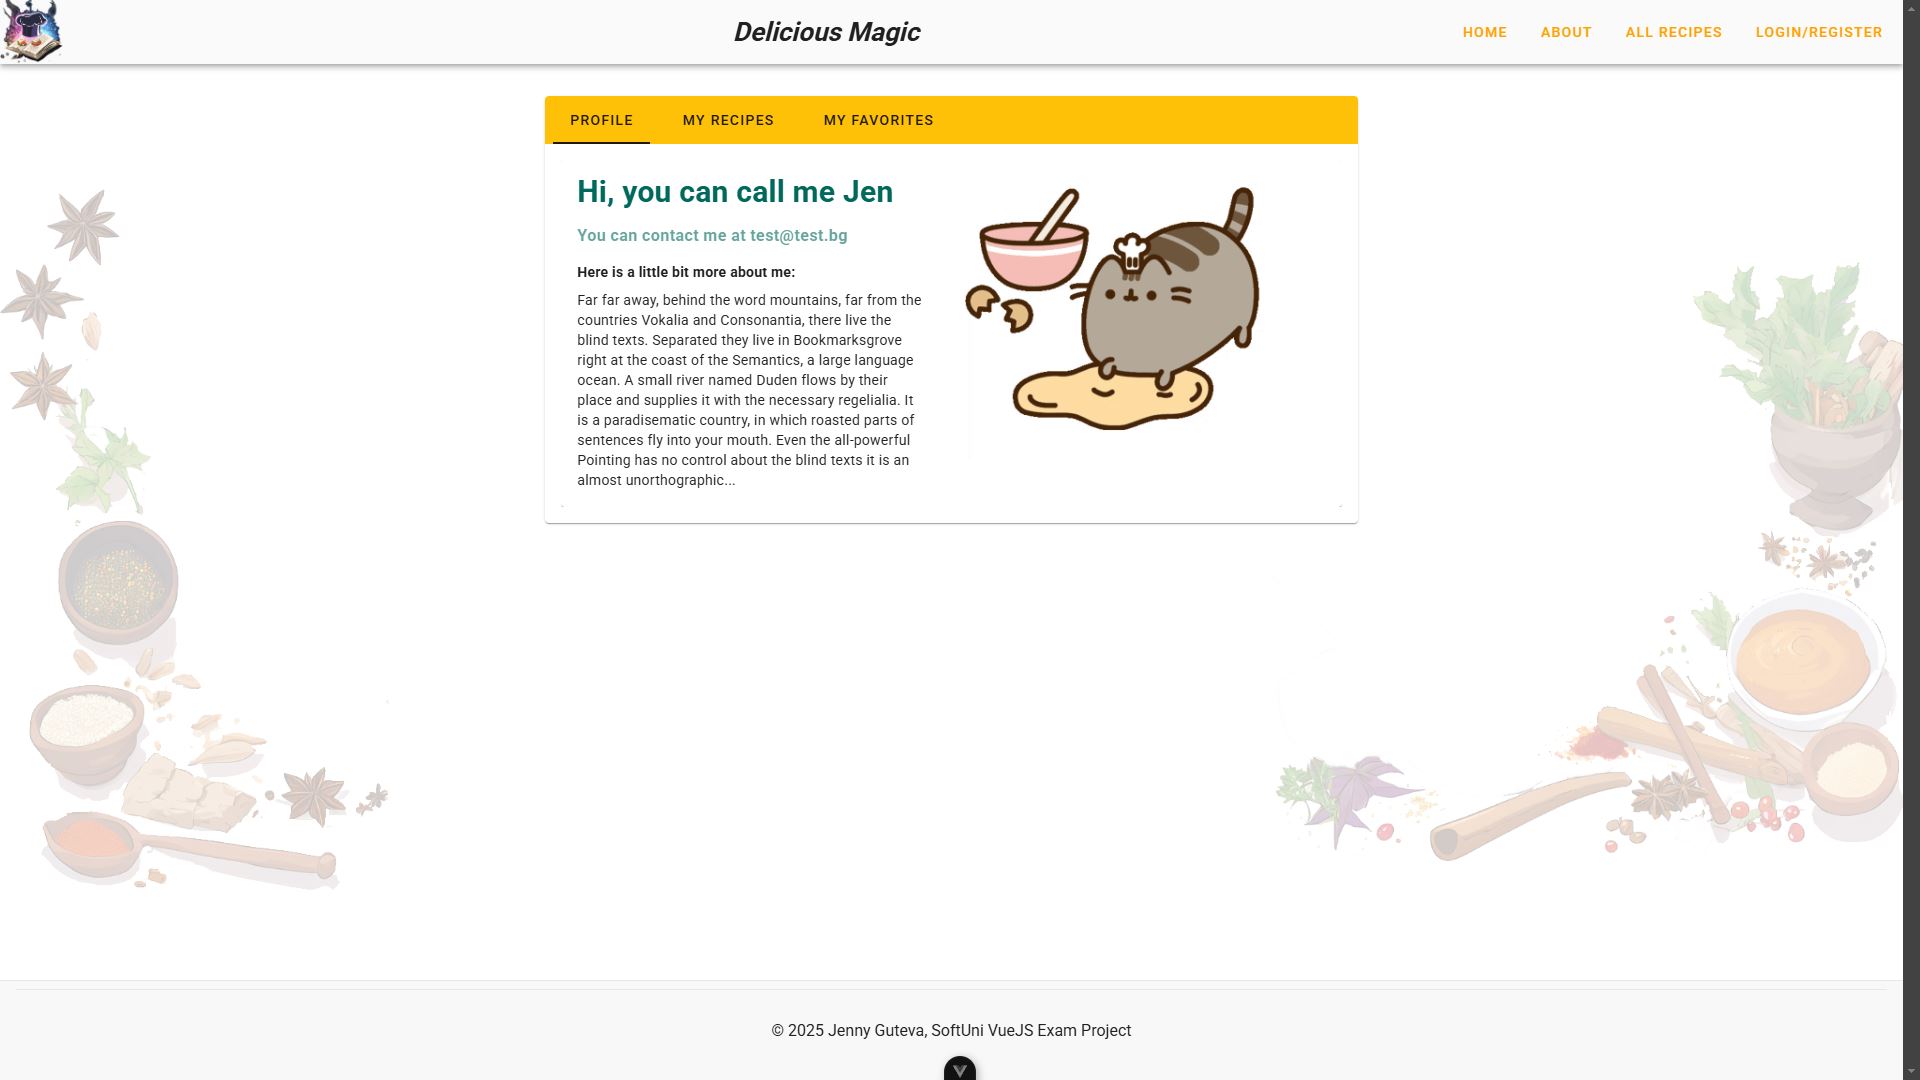 Delicious Magic
HOME
ABOUT
ALL RECIPES
LOGIN/REGISTER
PROFILE
MY RECIPES
MY FAVORITES
Hi, you can call me Jen
You can contact me at test@test.bg
Here is a little bit more about me:
Far far away, behind the word mountains, far from the
countries Vokalia and Consonantia, there live the
blind texts. Separated they live in Bookmarksgrove
right at the coast of the Semantics, a large language
ocean. A small river named Duden flows by their
place and supplies it with the necessary regelialia. It
is a paradisematic country, in which roasted parts of
sentences fly into your mouth. Even the all-powerful
Pointing has no control about the blind texts it is an
almost unorthographic...
© 2025 Jenny Guteva, SoftUni VueJS Exam Project